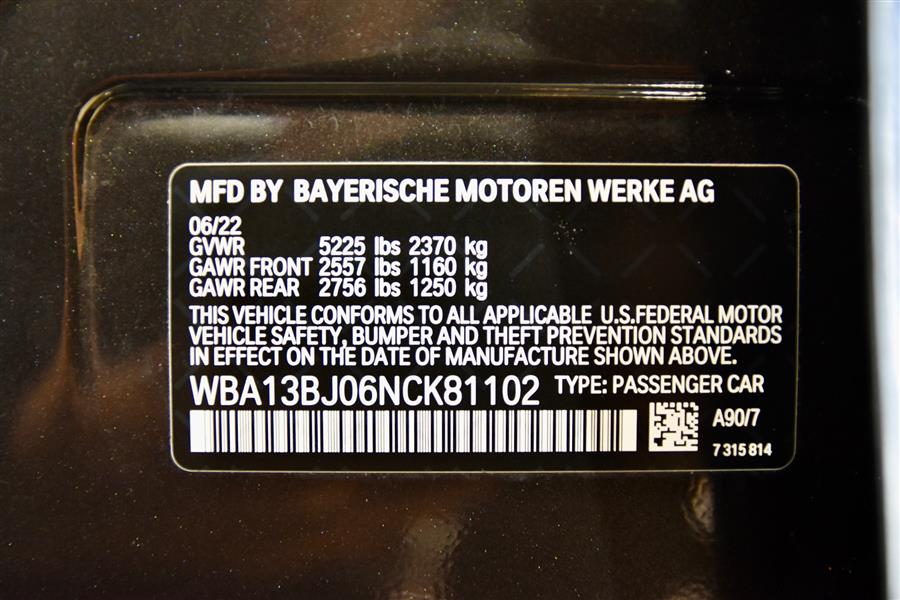 MFD BY BAYERISCHE MOTOREN WERKE AG
06/22
GVWR 5225 lbs 2370 kg
GAWR FRONT 2557 lbs 1160 kg
GAWR REAR 2756 lbs 1250 kg
THIS VEHICLE CONFORMS TO ALL APPLICABLE U.S.FEDERAL MOTOR
VEHICLE SAFETY, BUMPER AND THEFT PREVENTION STANDARDS
IN EFFECT ON THE DATE OF MANUFACTURE SHOWN ABOVE.
WBA13BJ06NCK81102 TYPE: PASSENGER CAR
A90/7
7 315 814